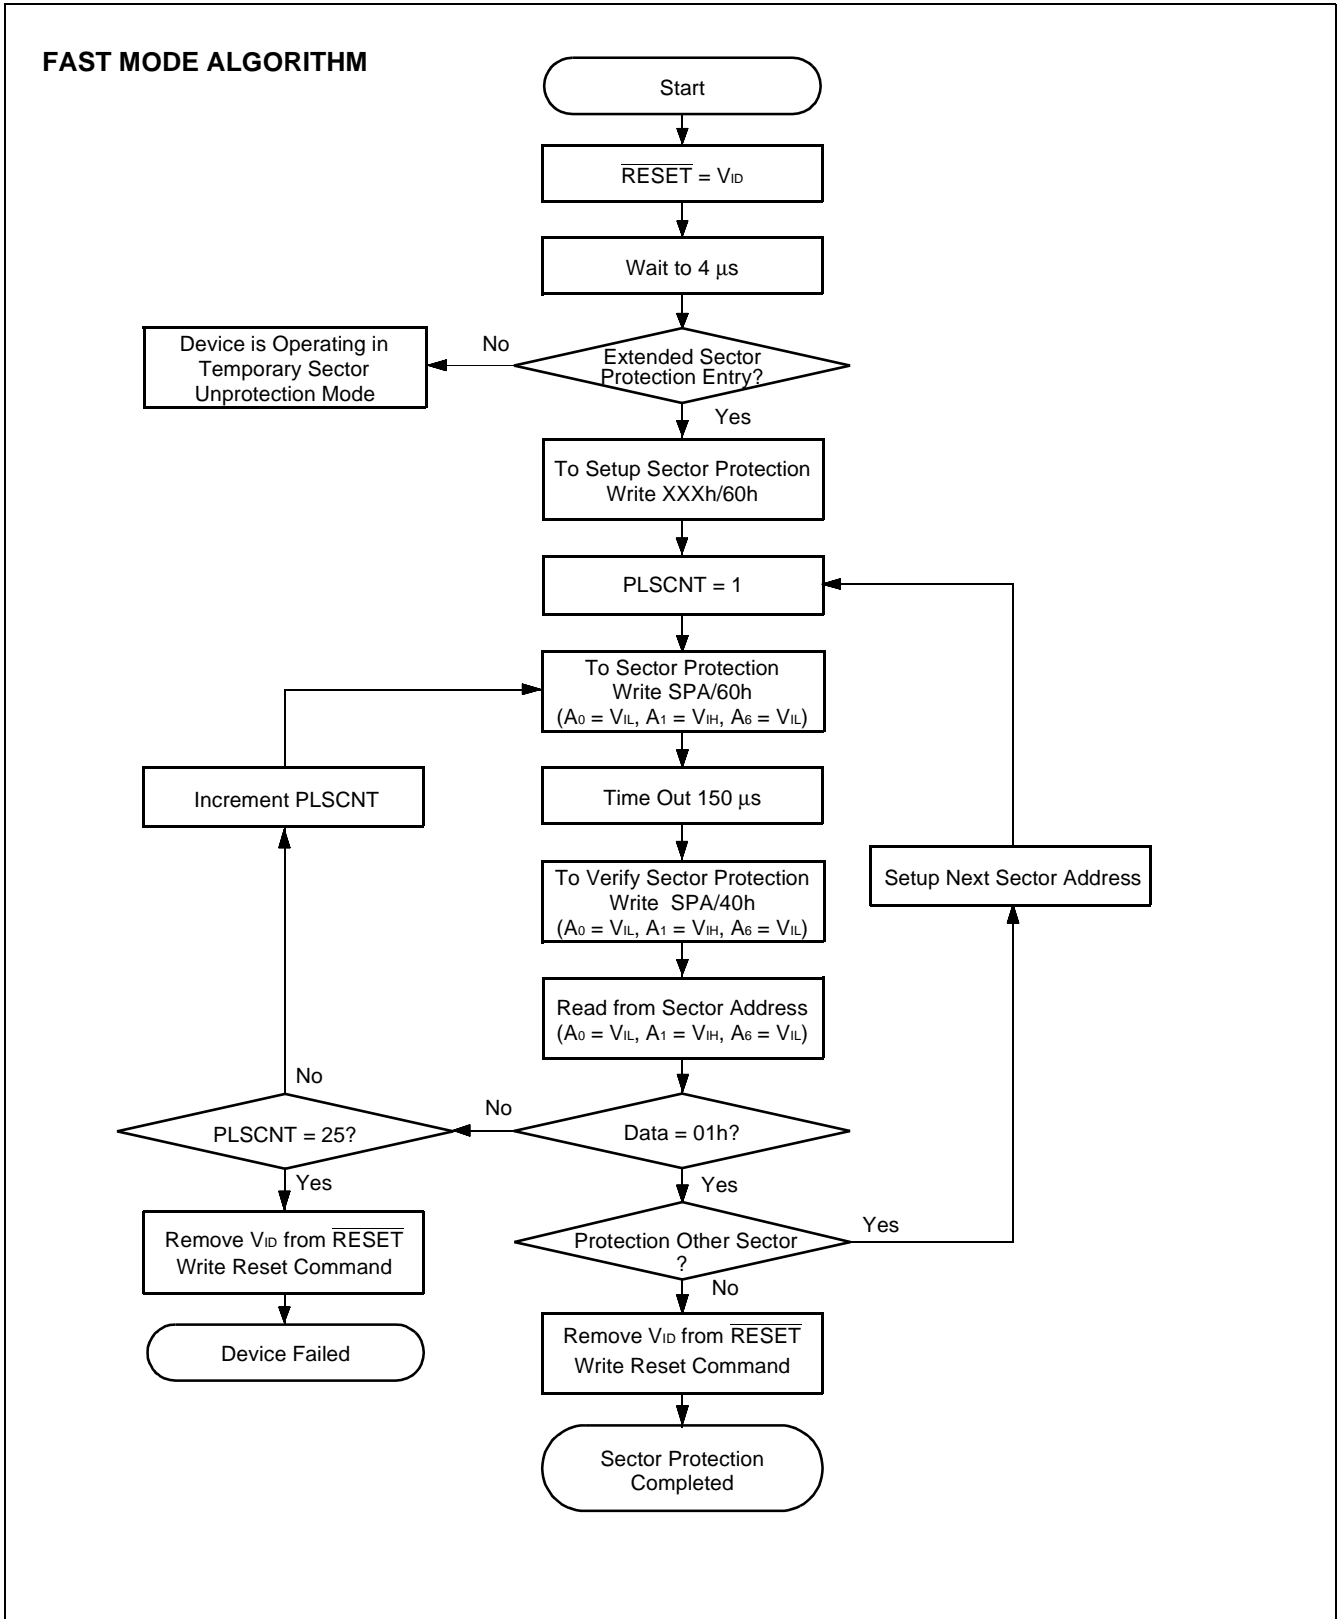 FAST MODE ALGORITHM
Start
RESET = VID
Wait to 4 μs
Device is Operating in
Temporary Sector
Unprotection Mode
No
Extended Sector
Protection Entry?
Yes
To Setup Sector Protection
Write XXXh/60h
PLSCNT = 1
To Sector Protection
Write SPA/60h
(A0 = VIL, A1 = VIH, A6 = VIL)
Increment PLSCNT
Time Out 150 μs
To Verify Sector Protection
Write  SPA/40h
(A0 = VIL, A1 = VIH, A6 = VIL)
Setup Next Sector Address
Read from Sector Address
(A0 = VIL, A1 = VIH, A6 = VIL)
No
PLSCNT = 25?
No
Data = 01h?
Yes
Yes
Remove VID from RESET
Write Reset Command
Protection Other Sector
?
Yes
No
Device Failed
Remove VID from RESET
Write Reset Command
Sector Protection
Completed